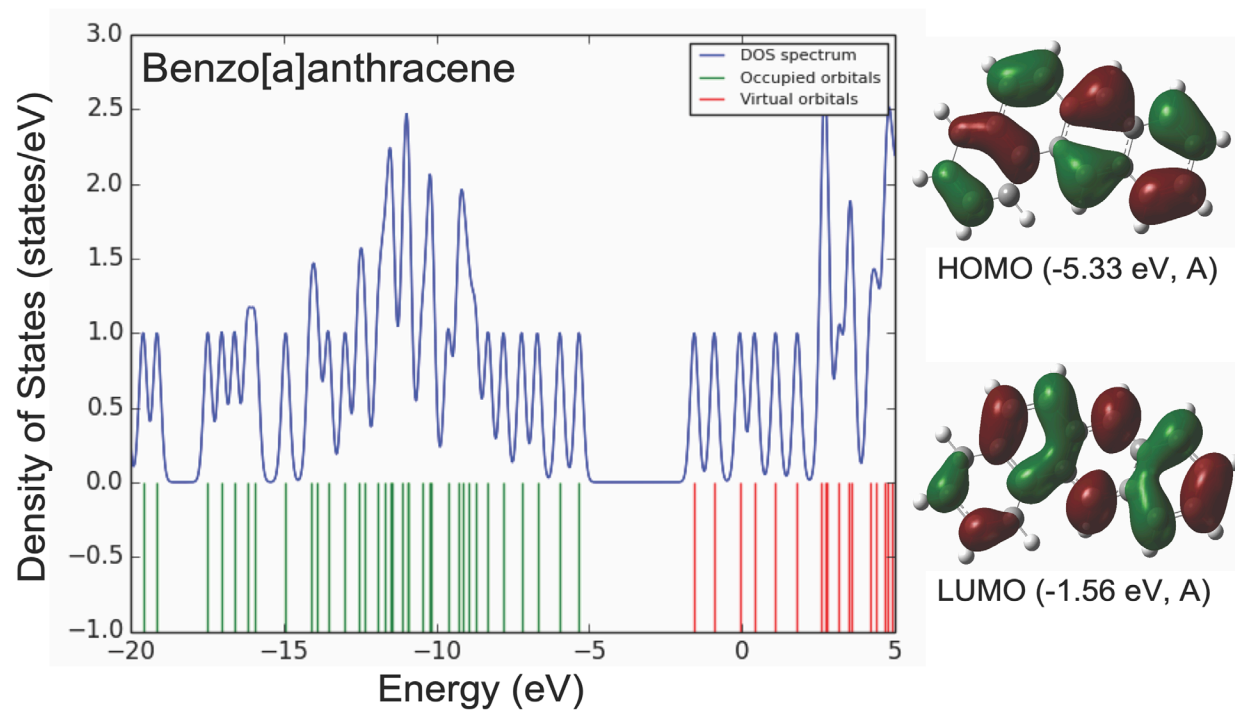 Benzo[a]anthracene
DOS spectrum
Occupied orbitals
Virtual orbitals
Density of States (states/eV)
3.0
2.5
2.0
1.5
1.0
0.5
0.0
−0.5
−1.0
−20
−15
−10
−5
0
5
Energy (eV)
HOMO (-5.33 eV, A)
LUMO (-1.56 eV, A)